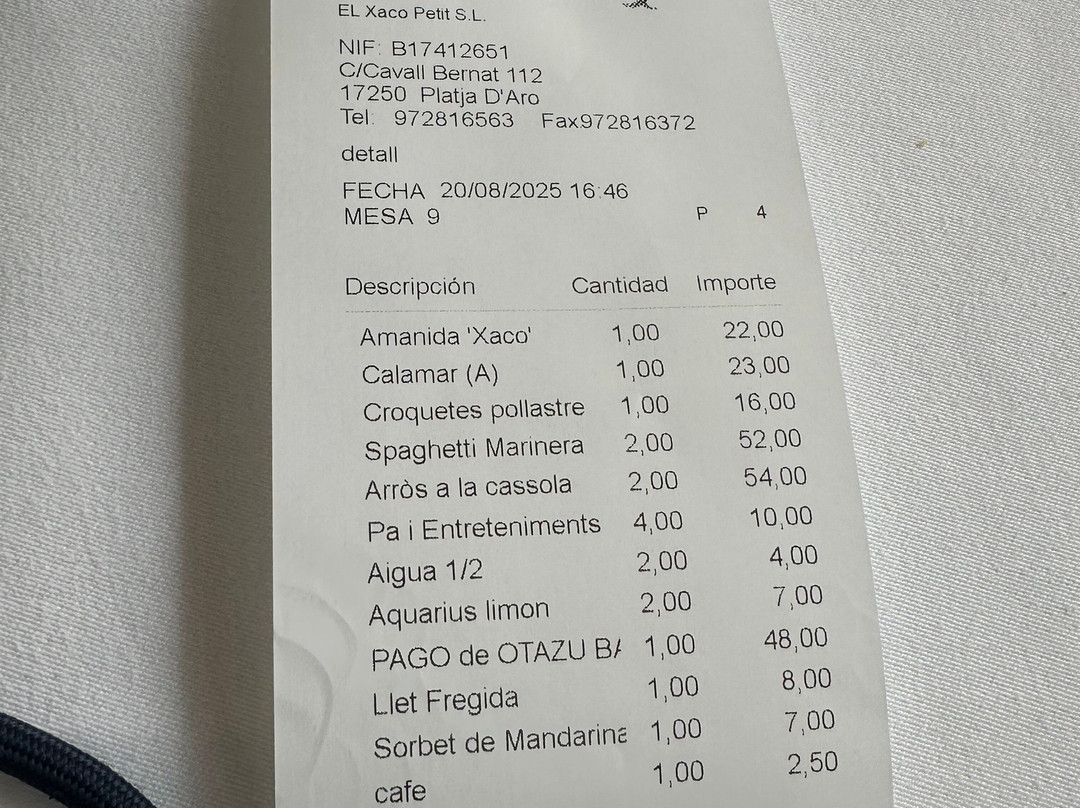 EL Xaco Petit S.L.
NIF: B17412651
C/Cavall Bernat 112
17250 Platja D'Aro
Tel: 972816563 Fax972816372
detall
FECHA 20/08/2025 16:46
MESA 9 P 4
Descripción Cantidad Importe
Amanida 'Xaco' 1,00 22,00
Calamar (A) 1,00 23,00
Croquetes pollastre 1,00 16,00
Spaghetti Marinera 2,00 52,00
Arròs a la cassola 2,00 54,00
Pa i Entreteniments 4,00 10,00
Aigua 1/2 2,00 4,00
Aquarius limon 2,00 7,00
PAGO de OTAZU BA 1,00 48,00
Llet Fregida 1,00 8,00
Sorbet de Mandarina 1,00 7,00
cafe 1,00 2,50